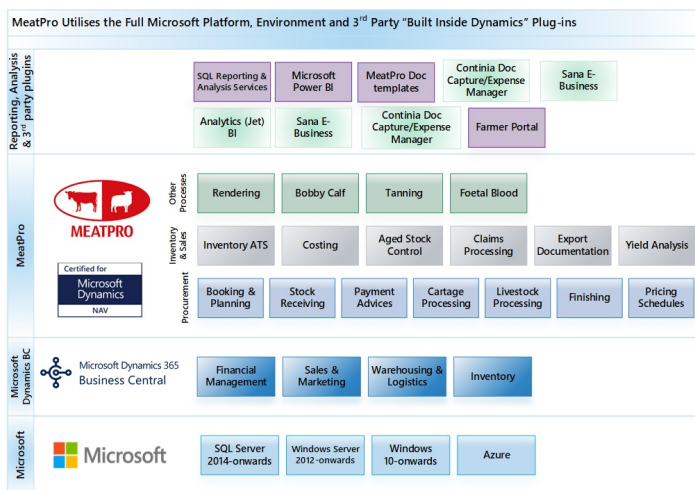 MeatPro Utilises the Full Microsoft Platform, Environment and 3rd Party “Built Inside Dynamics” Plug-ins
Reporting, Analysis
& 3rd party plugins
SQL Reporting &
Analysis Services
Microsoft
Power BI
MeatPro Doc
templates
Continia Doc
Capture/Expense
Manager
Sana E-
Business
Analytics (Jet)
BI
Sana E-
Business
Continia Doc
Capture/Expense
Manager
Farmer Portal
MeatPro
MEATPRO
Certified for
Microsoft
Dynamics
NAV
Other
Processes
Rendering
Bobby Calf
Tanning
Foetal Blood
Inventory
& Sales
Inventory ATS
Costing
Aged Stock
Control
Claims
Processing
Export
Documentation
Yield Analysis
Procurement
Booking &
Planning
Stock
Receiving
Payment
Advices
Cartage
Processing
Livestock
Processing
Finishing
Pricing
Schedules
Microsoft
Dynamics BC
Microsoft Dynamics 365
Business Central
Financial
Management
Sales &
Marketing
Warehousing &
Logistics
Inventory
Microsoft
Microsoft
SQL Server
2014-onwards
Windows Server
2012-onwards
Windows
10-onwards
Azure